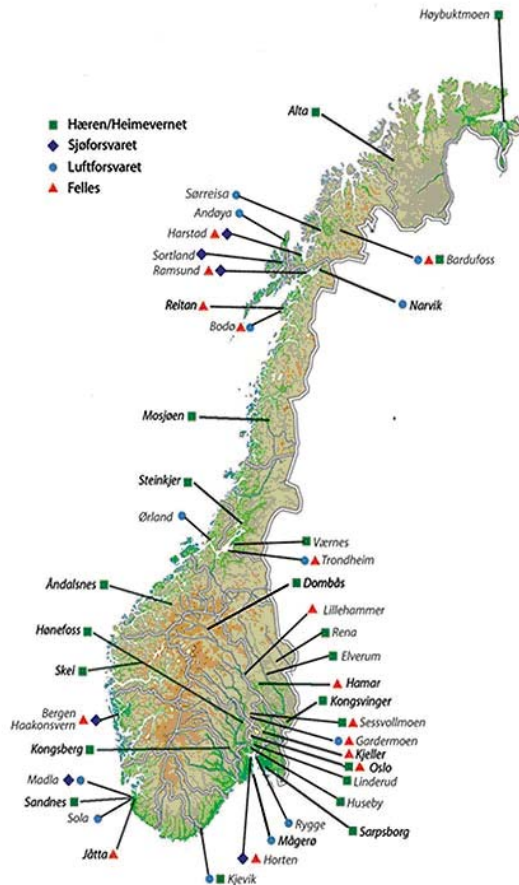 Høybuktmoen
Hæren/Heimevernet
Sjøforsvaret
Luftforsvaret
Felles
Alta
Sørreisa
Andøya
Harstad
Sortland
Ramsund
Bardufoss
Reitan
Narvik
Bodø
Mosjøen
Steinkjer
Ørland
Værnes
Trondheim
Åndalsnes
Dombås
Lillehammer
Hønefoss
Rena
Elverum
Skei
Hamar
Kongsvinger
Bergen
Haakonsvern
Sessvollmoen
Gardermoen
Kongsberg
Kjeller
Oslo
Linderud
Madla
Huseby
Sandnes
Sola
Rygge
Sarpsborg
Mågerø
Jåtta
Horten
Kjevik